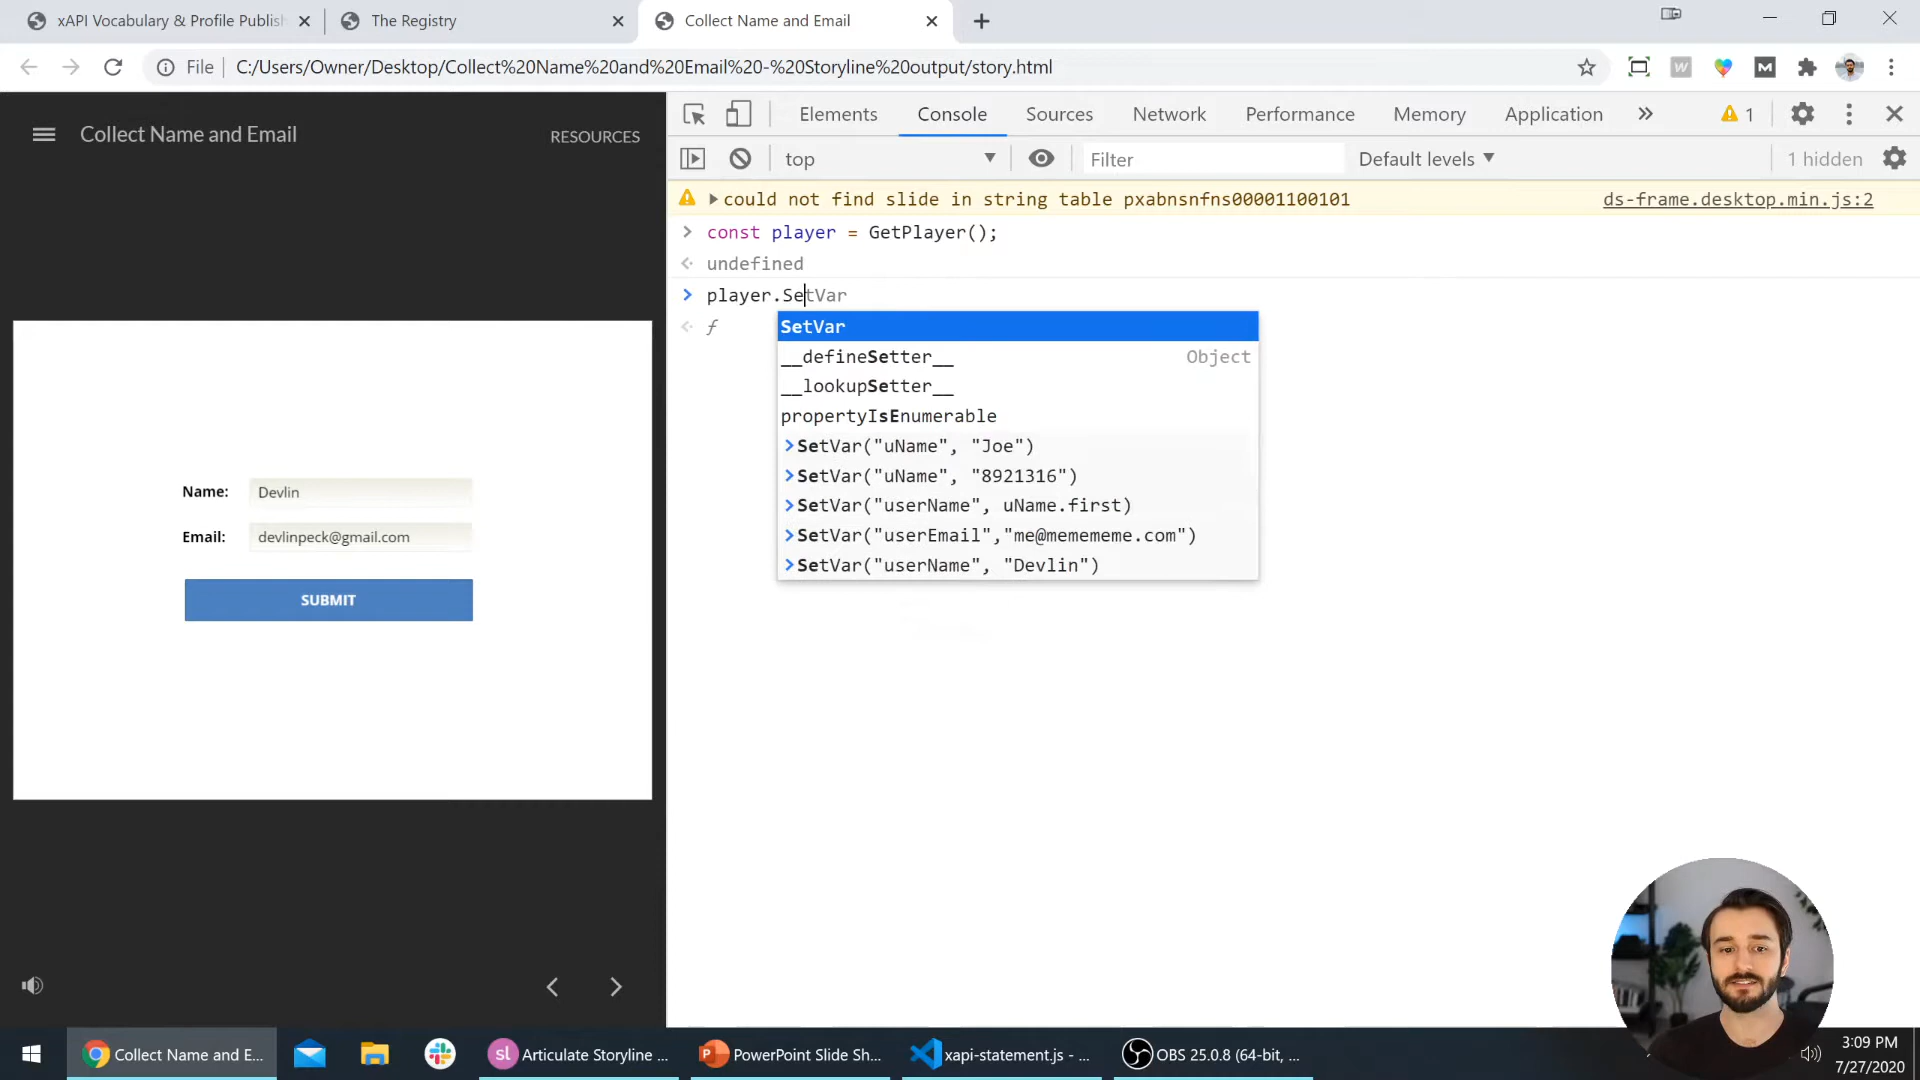 xAPI Vocabulary & Profile Publish
The Registry
Collect Name and Email
File
C:/Users/Owner/Desktop/Collect%20Name%20and%20Email%20-%20Storyline%20output/story.html
W
M
Collect Name and Email
RESOURCES
Elements
Console
Sources
Network
Performance
Memory
Application
1
top
Filter
Default levels
1 hidden
could not find slide in string table pxabnsnfns00001100101
ds-frame.desktop.min.js:2
const player = GetPlayer();
undefined
player.SetVar
f
SetVar
__defineSetter__
Object
__lookupSetter__
propertyIsEnumerable
SetVar("uName", "Joe")
SetVar("uName", "8921316")
SetVar("userName", uName.first)
SetVar("userEmail","me@memememe.com")
SetVar("userName", "Devlin")
Name:
Devlin
Email:
devlinpeck@gmail.com
SUBMIT
Collect Name and E...
sl
Articulate Storyline ...
PowerPoint Slide Sh...
xapi-statement.js - ...
OBS 25.0.8 (64-bit, ...
3:09 PM
7/27/2020